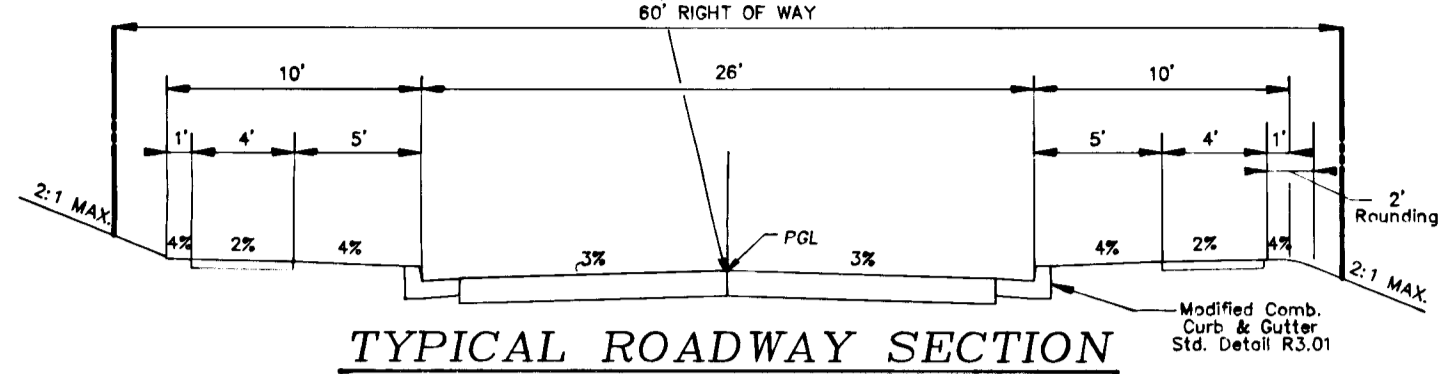 60' RIGHT OF WAY
10' 26' 10'
1' 4' 5' 5' 4' 1'
2'
Rounding
2:1 MAX.
4% 2% 4% 3% PGL 3% 4% 2% 4%
2:1 MAX.
Modified Comb.
Curb & Gutter
Std. Detail R3.01
TYPICAL ROADWAY SECTION